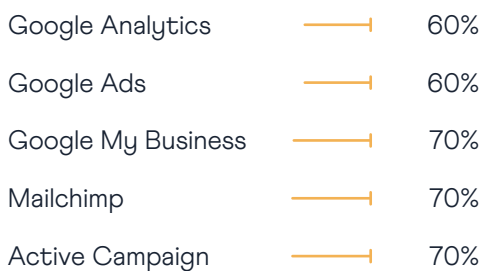 Google Analytics 60%
Google Ads 60%
Google My Business 70%
Mailchimp 70%
Active Campaign 70%